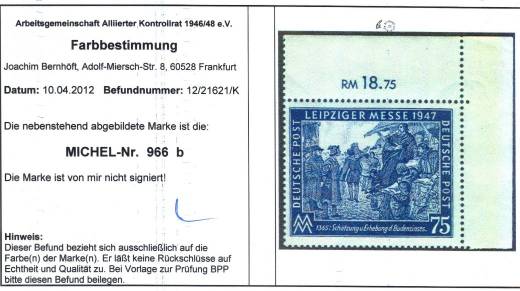 Arbeitsgemeinschaft Alliierter Kontrollrat 1946/48 e.V.
Farbbestimmung
Joachim Bernhöft, Adolf-Miersch-Str. 8, 60528 Frankfurt
Datum: 10.04.2012 Befundnummer: 12/21621/K
Die nebenstehend abgebildete Marke ist die:
MICHEL-Nr. 966 b
Die Marke ist von mir nicht signiert!
Hinweis:
Dieser Befund bezieht sich ausschließlich auf die
Farbe(n) der Marke(n). Er läßt keine Rückschlüsse auf
Echtheit und Qualität zu. Bei Vorlage zur Prüfung BPP
bitte diesen Befund beilegen.
RM 18.75
LEIPZIGER MESSE 1947
DEUTSCHE POST
DEUTSCHE POST
1365: Schätzung u. Erhebung d. Budenzinses.
75